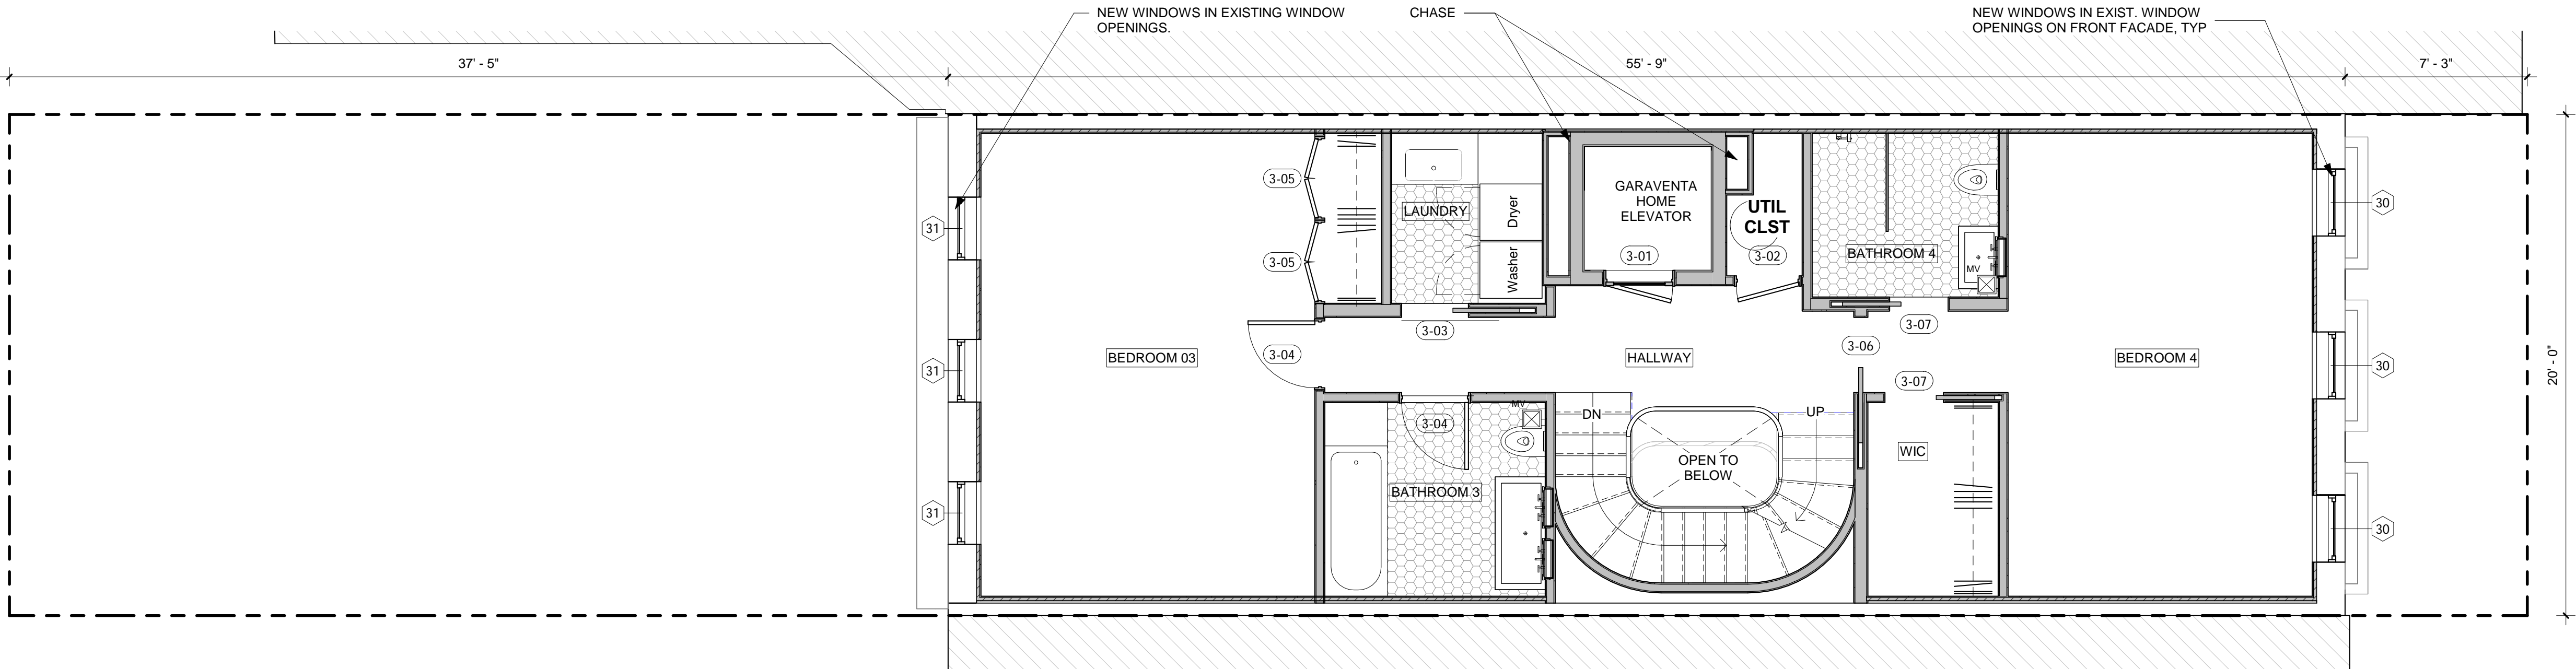 NEW WINDOWS IN EXISTING WINDOW
OPENINGS.
CHASE
NEW WINDOWS IN EXIST. WINDOW
OPENINGS ON FRONT FACADE, TYP
37' - 5"
55' - 9"
7' - 3"
20' - 0"
3-05
3-05
LAUNDRY
Dryer
Washer
GARAVENTA
HOME
ELEVATOR
3-01
UTIL
CLST
3-02
BATHROOM 4
MV
31
31
31
30
30
30
BEDROOM 03
3-04
3-03
HALLWAY
3-06
3-07
3-07
BEDROOM 4
3-04
MV
BATHROOM 3
DN
UP
OPEN TO
BELOW
WIC